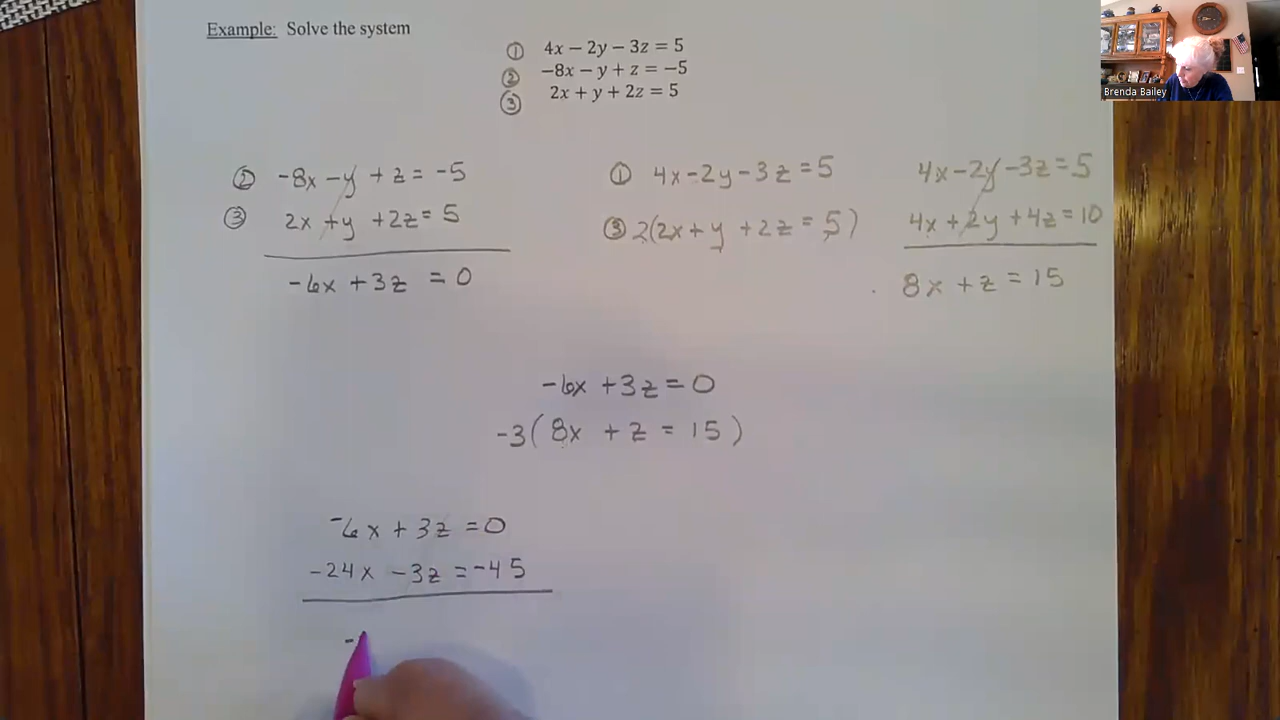 Example: Solve the system
① 4x − 2y − 3z = 5
② −8x − y + z = −5
③ 2x + y + 2z = 5
② -8x - y + z = -5
③ 2x + y + 2z = 5
-6x + 3z = 0
① 4x - 2y - 3z = 5
③ 2(2x + y + 2z = 5)
4x - 2y - 3z = 5
4x + 2y + 4z = 10
8x + z = 15
-6x + 3z = 0
-3(8x + z = 15)
-6x + 3z = 0
-24x - 3z = -45
-
Brenda Bailey